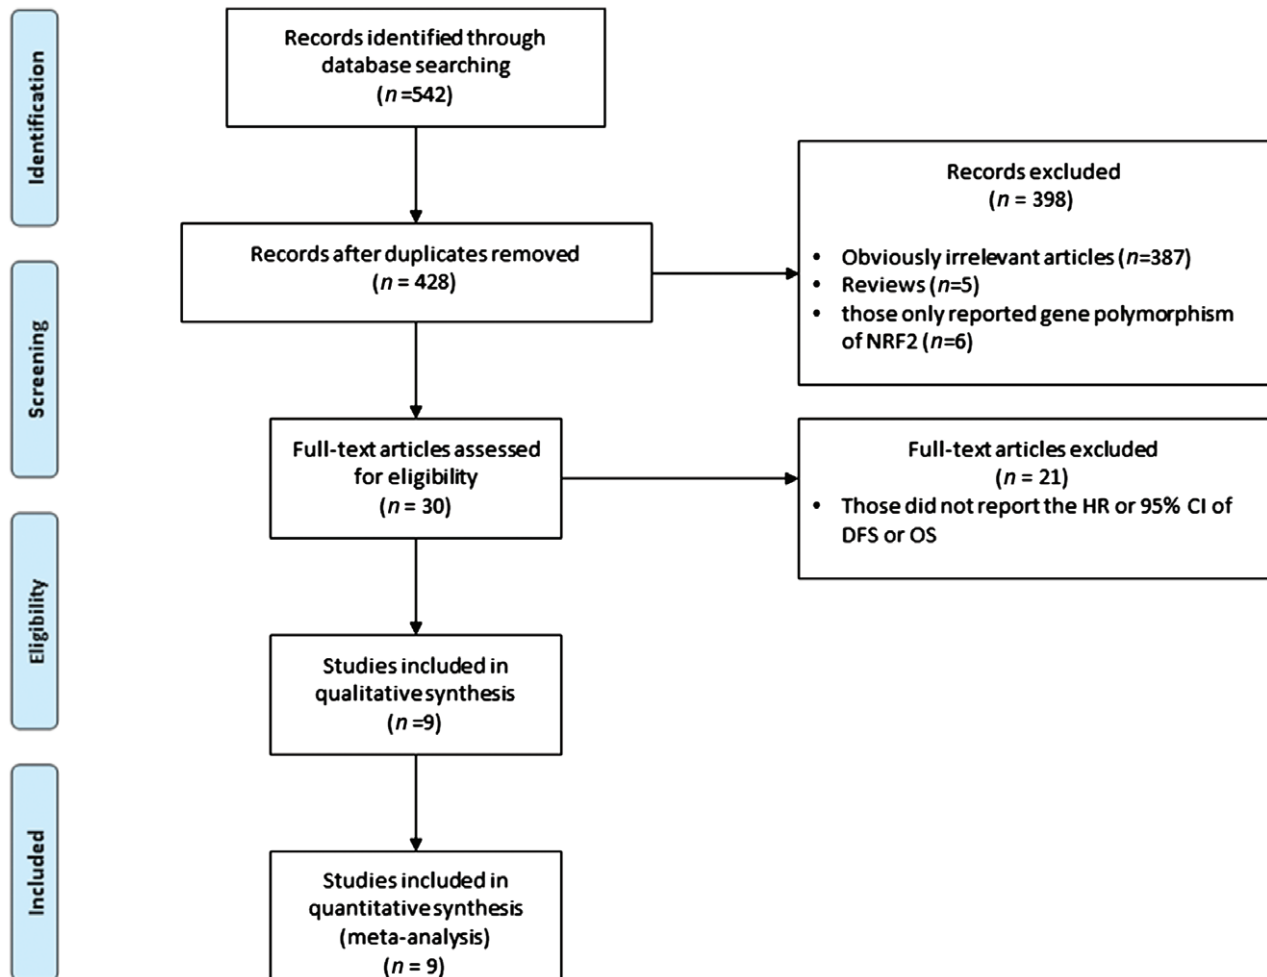 Identification
Records identified through
database searching
(n =542)
Records after duplicates removed
(n = 428)
Records excluded
(n = 398)
• Obviously irrelevant articles (n=387)
• Reviews (n=5)
• those only reported gene polymorphism
of NRF2 (n=6)
Screening
Full-text articles assessed
for eligibility
(n = 30)
Full-text articles excluded
(n = 21)
• Those did not report the HR or 95% CI of
DFS or OS
Eligibility
Studies included in
qualitative synthesis
(n =9)
Included
Studies included in
quantitative synthesis
(meta-analysis)
(n = 9)